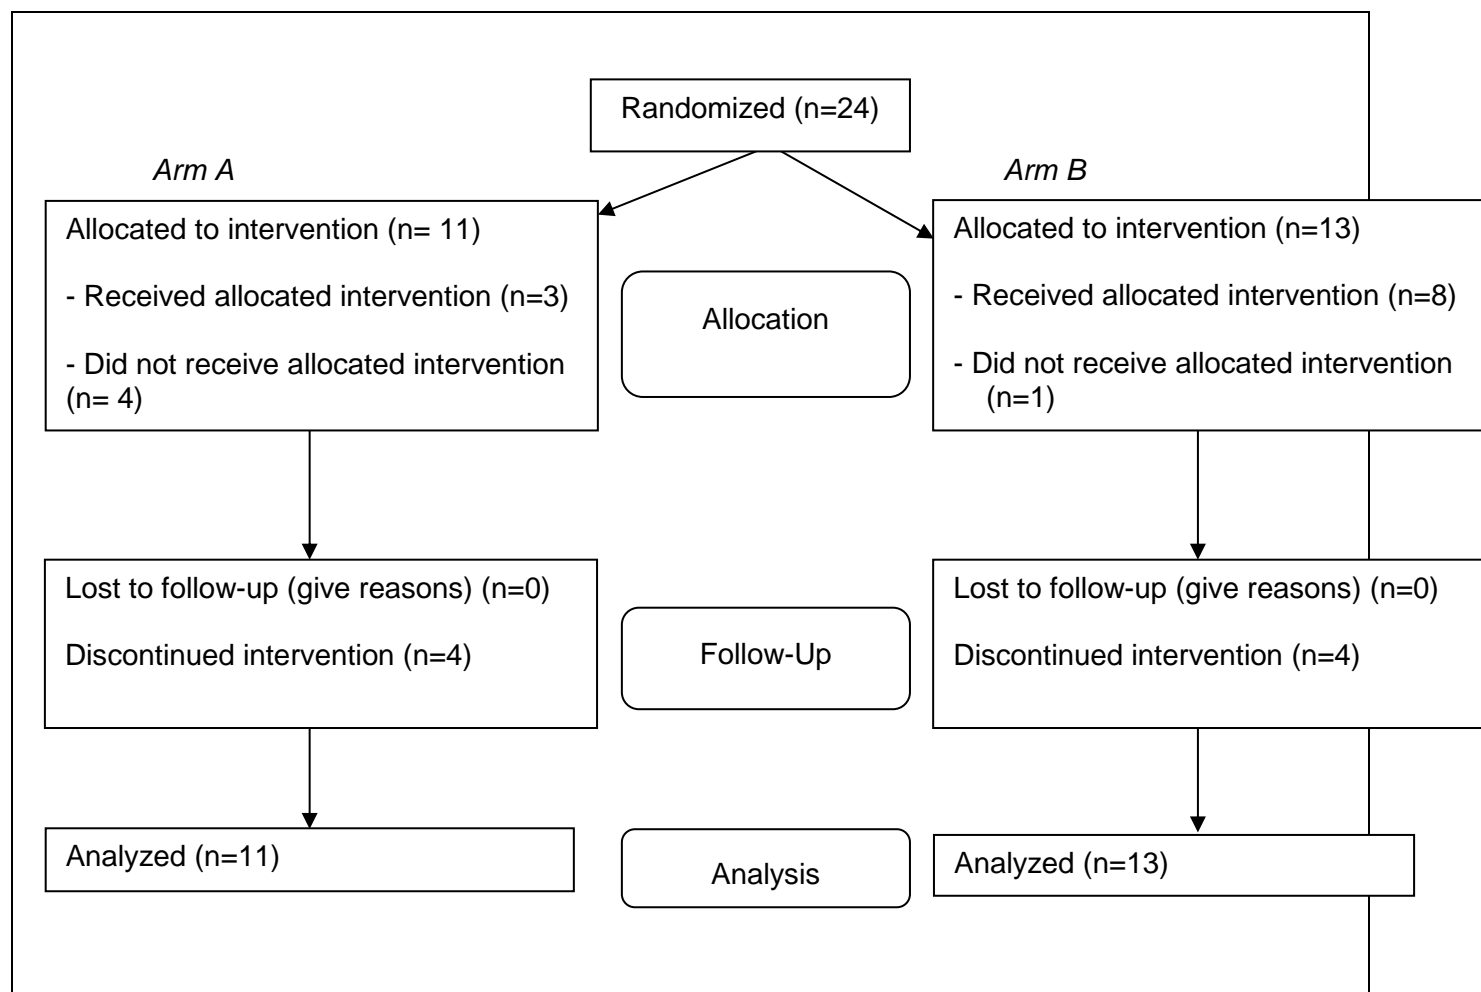 Randomized (n=24)
Arm A
Arm B
Allocated to intervention (n= 11)
- Received allocated intervention (n=3)
- Did not receive allocated intervention
(n= 4)
Allocation
Allocated to intervention (n=13)
- Received allocated intervention (n=8)
- Did not receive allocated intervention
(n=1)
Lost to follow-up (give reasons) (n=0)
Discontinued intervention (n=4)
Follow-Up
Lost to follow-up (give reasons) (n=0)
Discontinued intervention (n=4)
Analyzed (n=11)
Analysis
Analyzed (n=13)